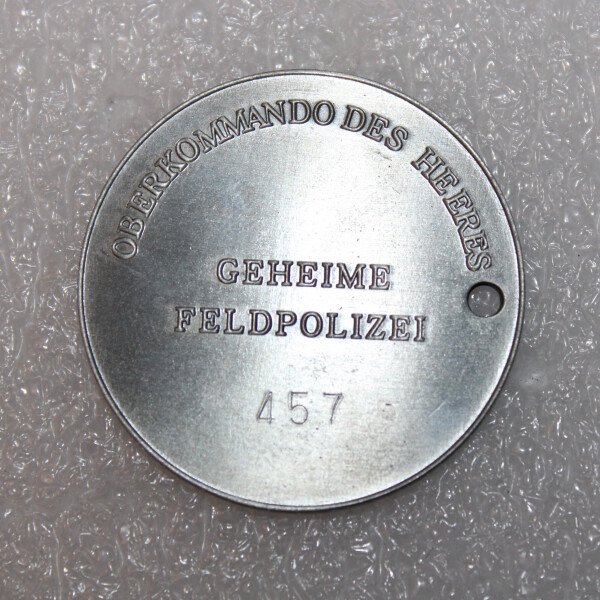 OBERKOMMANDO DES HEERES
GEHEIME
FELDPOLIZEI
457